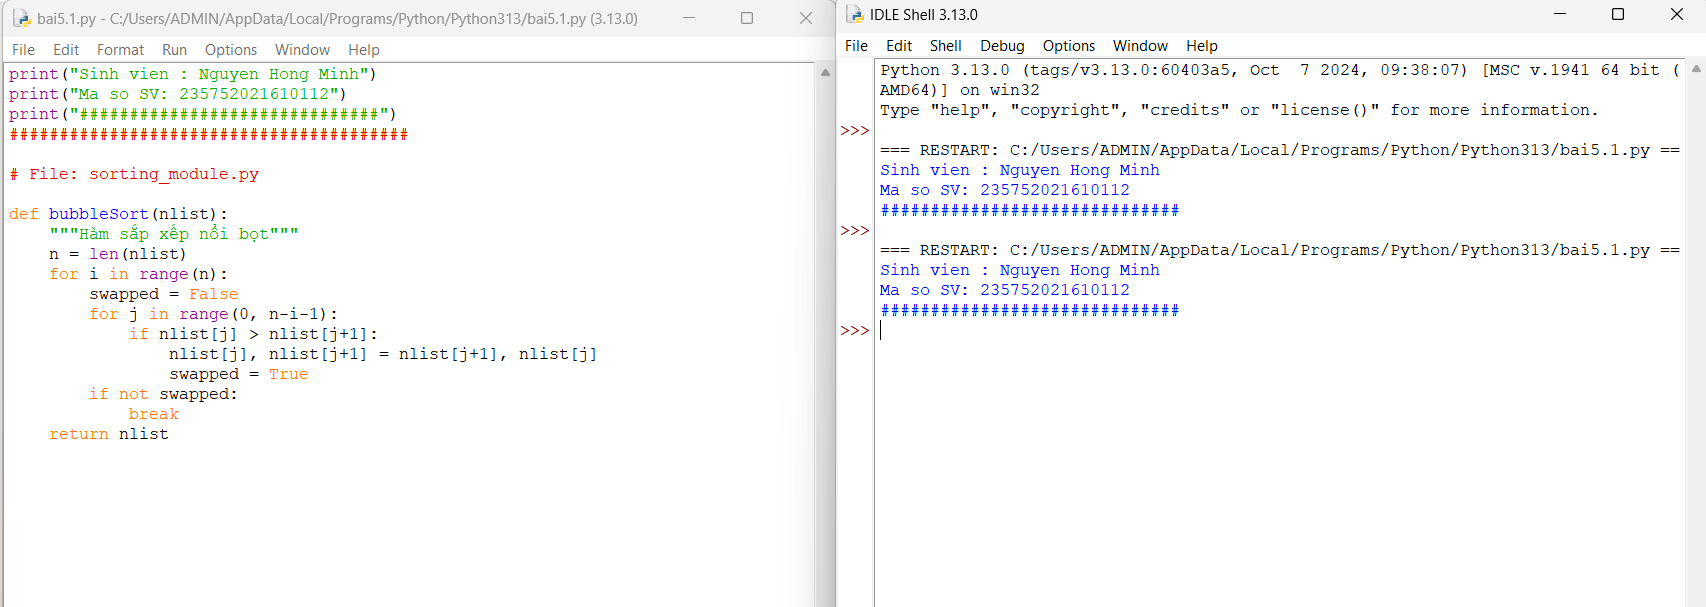 bai5.1.py - C:/Users/ADMIN/AppData/Local/Programs/Python/Python313/bai5.1.py (3.13.0)
File Edit Format Run Options Window Help
print("Sinh vien : Nguyen Hong Minh")
print("Ma so SV: 235752021610112")
print("##############################")
########################################
# File: sorting_module.py
def bubbleSort(nlist):
    """Hàm sắp xếp nổi bọt"""
    n = len(nlist)
    for i in range(n):
        swapped = False
        for j in range(0, n-i-1):
            if nlist[j] > nlist[j+1]:
                nlist[j], nlist[j+1] = nlist[j+1], nlist[j]
                swapped = True
        if not swapped:
            break
    return nlist
IDLE Shell 3.13.0
File Edit Shell Debug Options Window Help
Python 3.13.0 (tags/v3.13.0:60403a5, Oct  7 2024, 09:38:07) [MSC v.1941 64 bit (
AMD64)] on win32
Type "help", "copyright", "credits" or "license()" for more information.
>>>
=== RESTART: C:/Users/ADMIN/AppData/Local/Programs/Python/Python313/bai5.1.py ==
Sinh vien : Nguyen Hong Minh
Ma so SV: 235752021610112
##############################
>>>
=== RESTART: C:/Users/ADMIN/AppData/Local/Programs/Python/Python313/bai5.1.py ==
Sinh vien : Nguyen Hong Minh
Ma so SV: 235752021610112
##############################
>>>